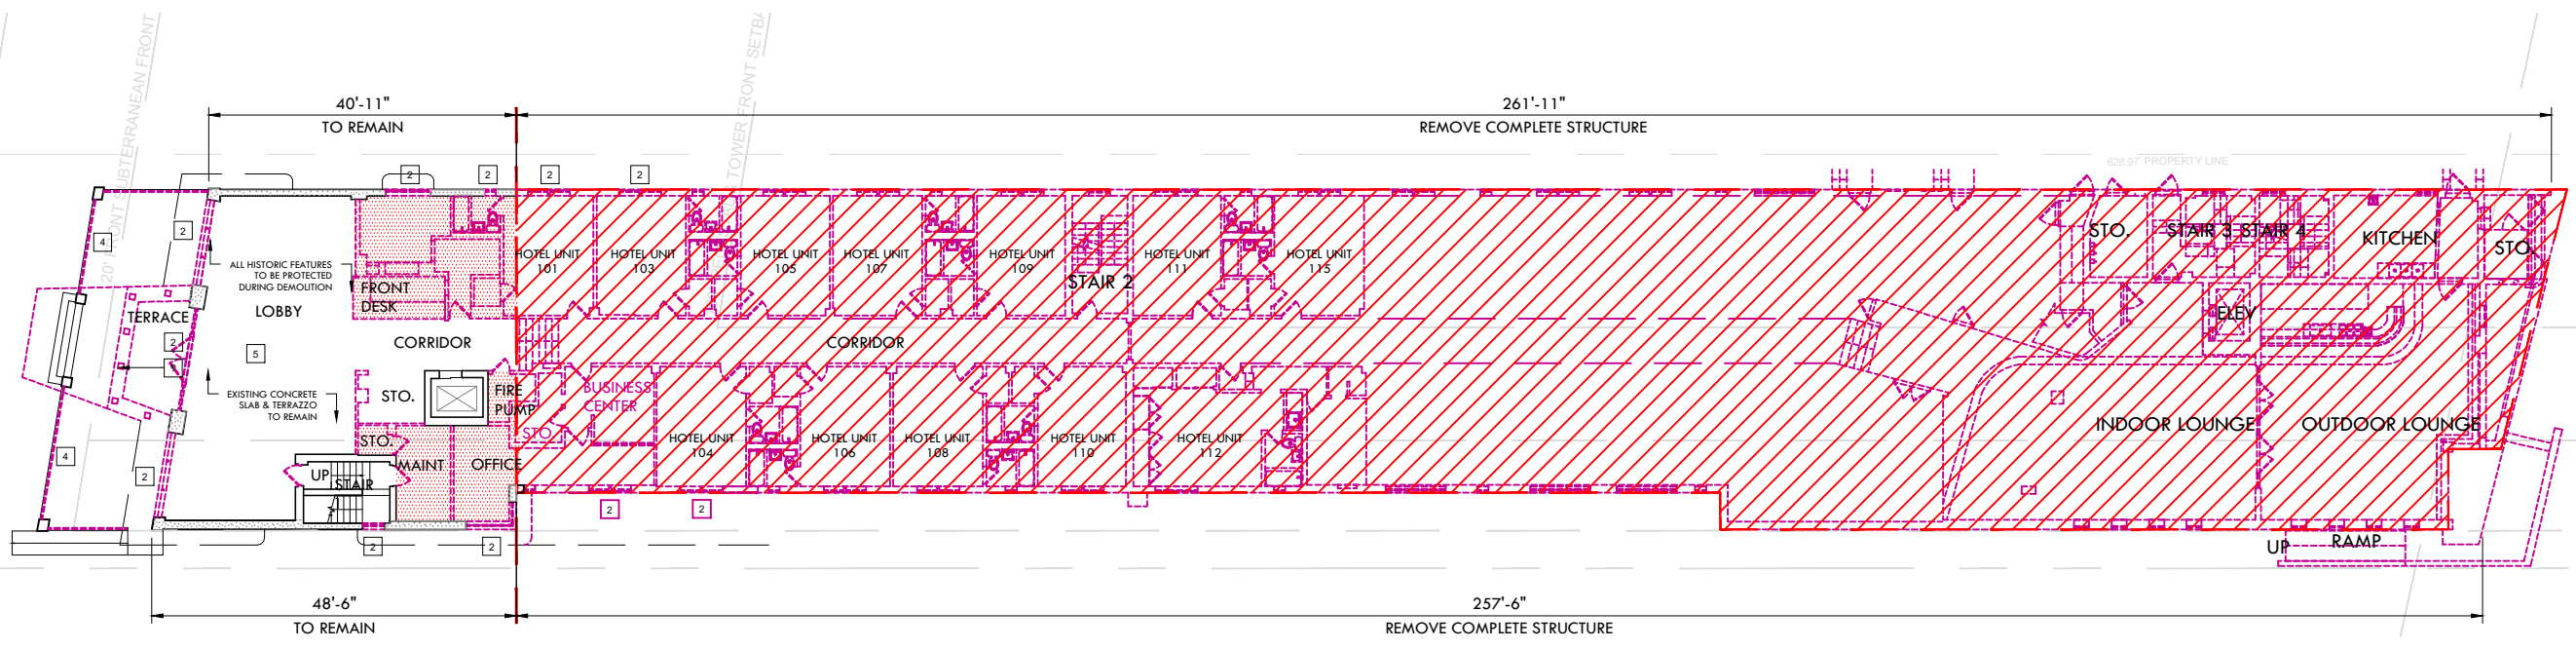 20' FRONT SUBTERRANEAN FRONT
TOWER FRONT SETBA
40'-11"
TO REMAIN
261'-11"
REMOVE COMPLETE STRUCTURE
628.97' PROPERTY LINE
2
2
2
2
4
2
ALL HISTORIC FEATURES
TO BE PROTECTED
DURING DEMOLITION
LOBBY
FRONT
DESK
TERRACE
2
5
CORRIDOR
EXISTING CONCRETE
SLAB & TERRAZZO
TO REMAIN
STO.
FIRE
PUMP
STO.
STO.
MAINT
OFFICE
UP
STAIR
4
2
2
2
HOTEL UNIT
101
HOTEL UNIT
103
HOTEL UNIT
105
HOTEL UNIT
107
HOTEL UNIT
109
STAIR 2
HOTEL UNIT
111
HOTEL UNIT
115
CORRIDOR
BUSINESS
CENTER
HOTEL UNIT
104
HOTEL UNIT
106
HOTEL UNIT
108
HOTEL UNIT
110
HOTEL UNIT
112
2
2
STO.
STAIR 3
STAIR 4
KITCHEN
STO.
ELEV
INDOOR LOUNGE
OUTDOOR LOUNGE
UP
RAMP
48'-6"
TO REMAIN
257'-6"
REMOVE COMPLETE STRUCTURE